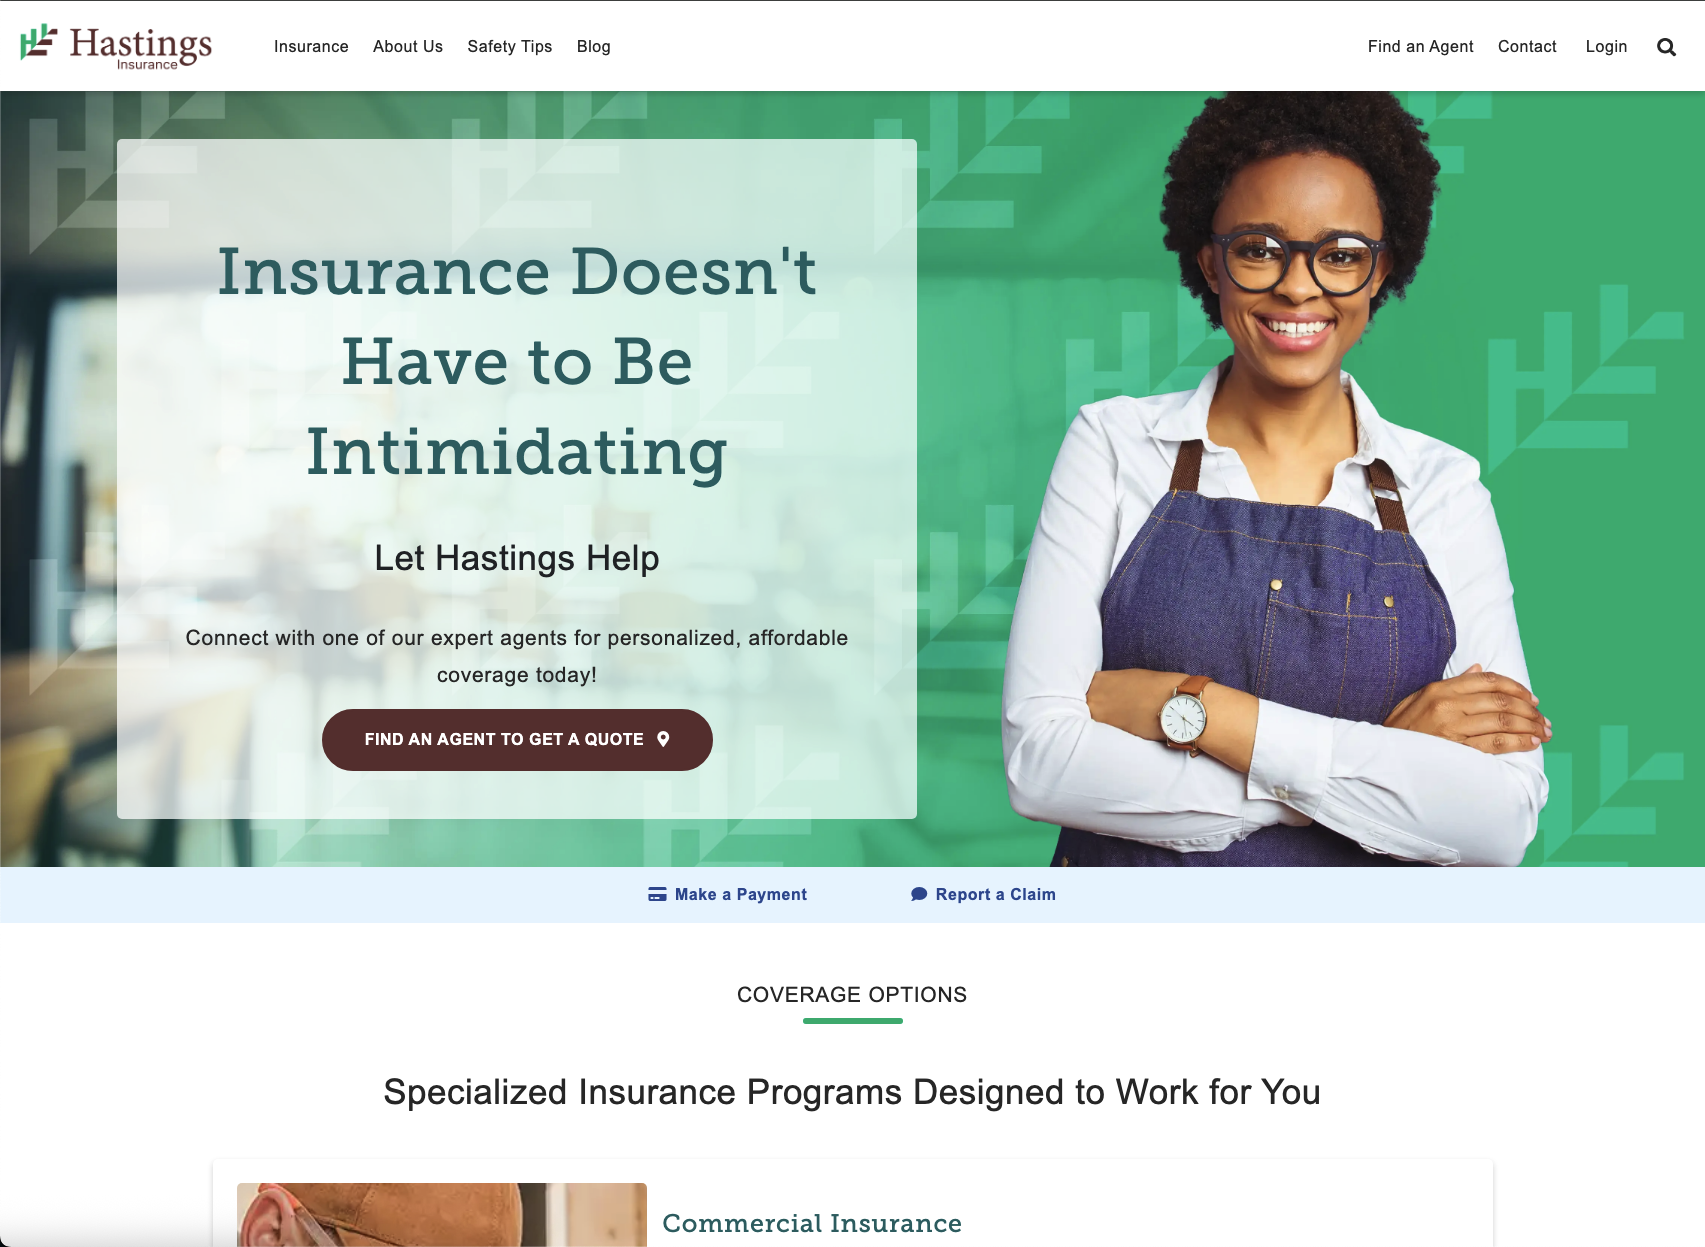 Hastings
Insurance
Insurance About Us Safety Tips Blog
Find an Agent Contact Login
Insurance Doesn't
Have to Be
Intimidating
Let Hastings Help
Connect with one of our expert agents for personalized, affordable
coverage today!
FIND AN AGENT TO GET A QUOTE
Make a Payment Report a Claim
COVERAGE OPTIONS
Specialized Insurance Programs Designed to Work for You
Commercial Insurance